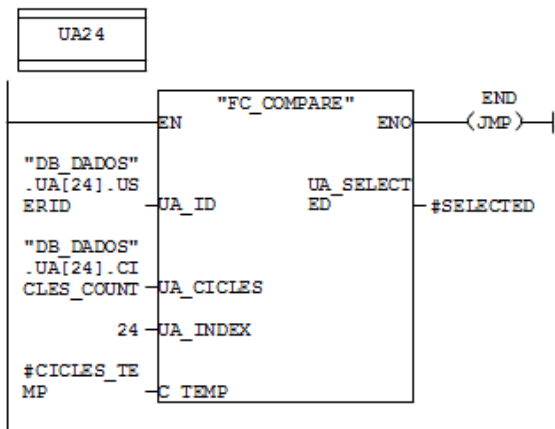 UA24
"FC_COMPARE"
END
EN
ENO
(JMP)
"DB_DADOS"
.UA[24].US
ERID
UA_ID
UA_SELECT
ED
#SELECTED
"DB_DADOS"
.UA[24].CI
CLES_COUNT
UA_CICLES
24
UA_INDEX
#CICLES_TE
MP
C_TEMP